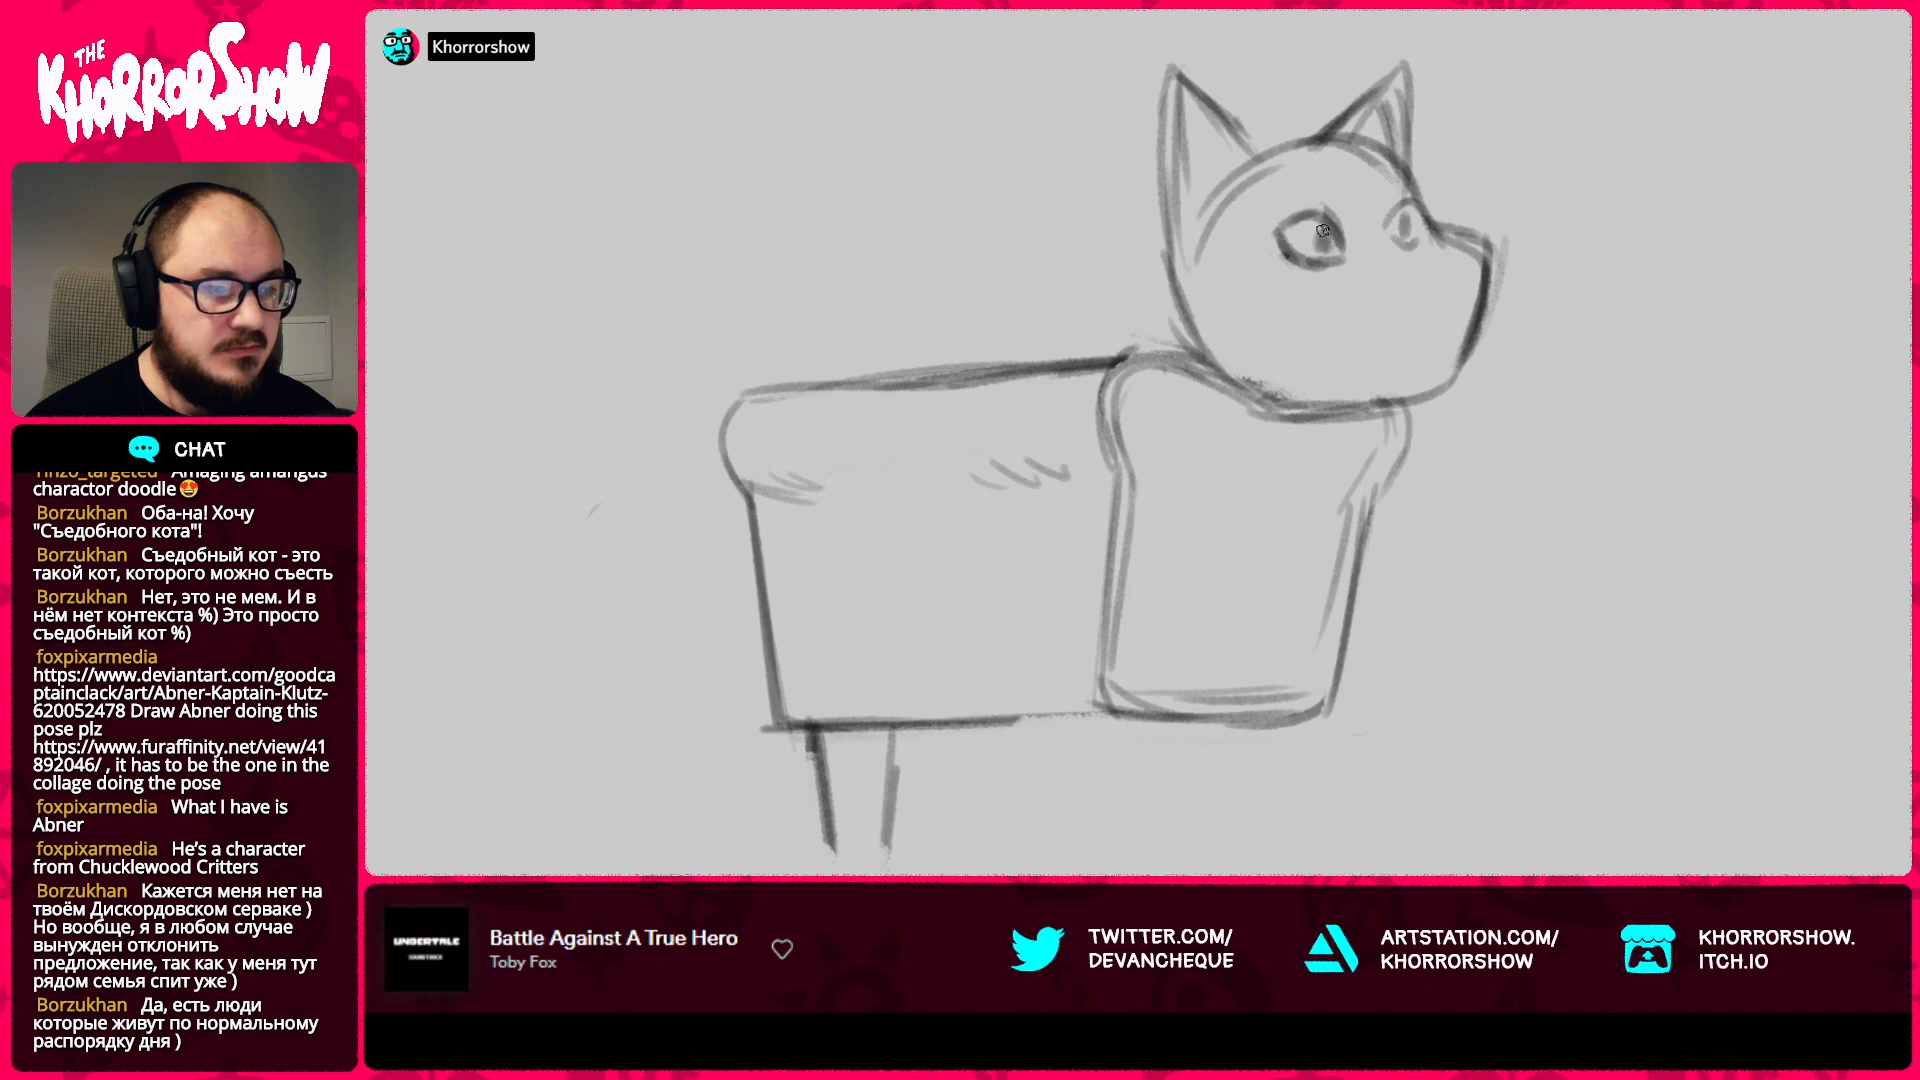 THE
KHORRORSHOW
Khorrorshow
CHAT
rinzo_targeted Amaging amangus
charactor doodle😍
Borzukhan Оба-на! Хочу
"Съедобного кота"!
Borzukhan Съедобный кот - это
такой кот, которого можно съесть
Borzukhan Нет, это не мем. И в
нём нет контекста %) Это просто
съедобный кот %)
foxpixarmedia
https://www.deviantart.com/goodca
ptainclack/art/Abner-Kaptain-Klutz-
620052478 Draw Abner doing this
pose plz
https://www.furaffinity.net/view/41
892046/ , it has to be the one in the
collage doing the pose
foxpixarmedia What I have is
Abner
foxpixarmedia He's a character
from Chucklewood Critters
Borzukhan Кажется меня нет на
твоём Дискордовском серваке )
Но вообще, я в любом случае
вынужден отклонить
предложение, так как у меня тут
рядом семья спит уже )
Borzukhan Да, есть люди
которые живут по нормальному
распорядку дня )
UNDERTALE
SOUNDTRACK
Battle Against A True Hero
Toby Fox
TWITTER.COM/
DEVANCHEQUE
ARTSTATION.COM/
KHORRORSHOW
KHORRORSHOW.
ITCH.IO